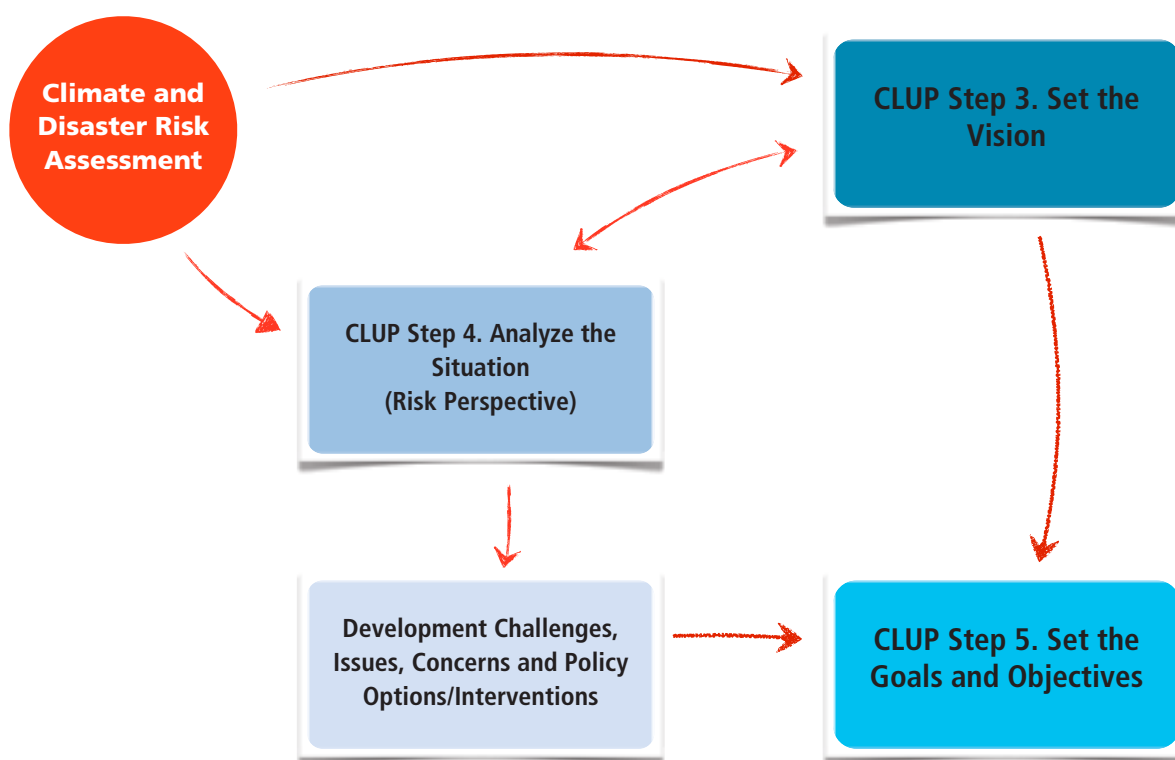 Climate and
Disaster Risk
Assessment
CLUP Step 3. Set the
Vision
CLUP Step 4. Analyze the
Situation
(Risk Perspective)
Development Challenges,
Issues, Concerns and Policy
Options/Interventions
CLUP Step 5. Set the
Goals and Objectives